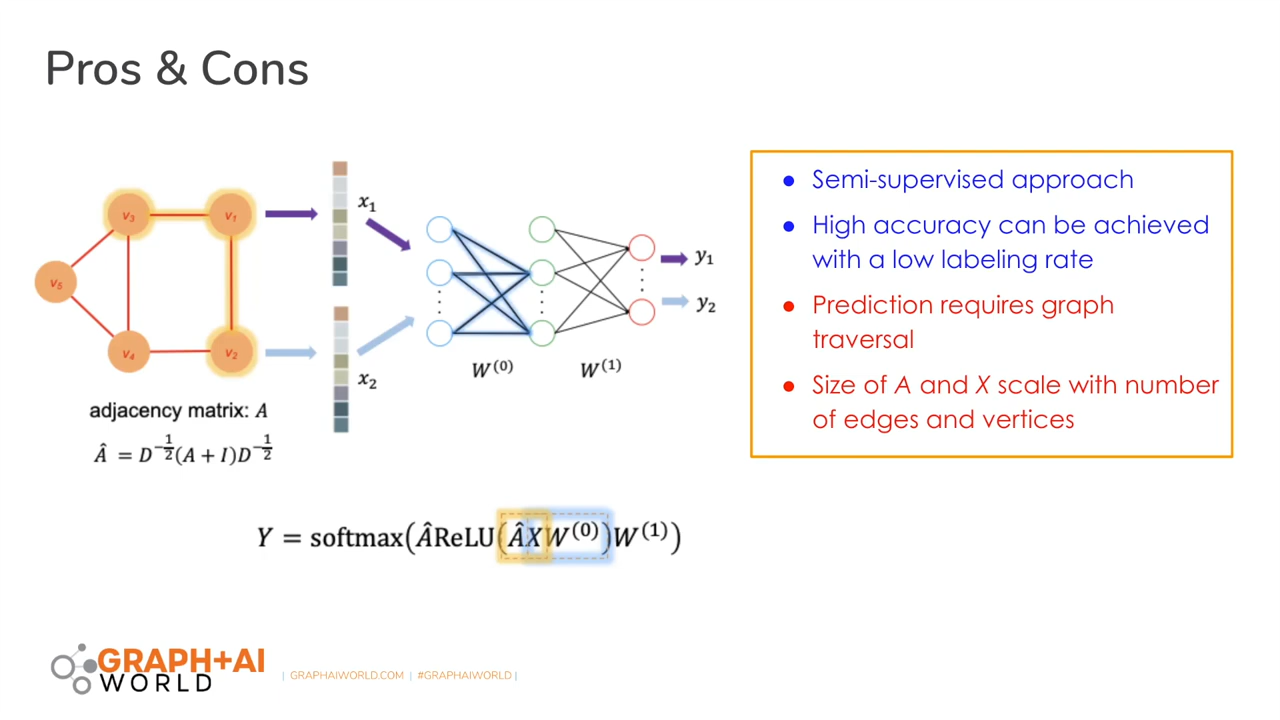 Pros & Cons
v₃
v₁
v₅
v₄
v₂
x₁
x₂
W⁽⁰⁾
W⁽¹⁾
y₁
y₂
adjacency matrix: A
Â = D^{-1/2}(A + I)D^{-1/2}
Y = softmax(ÂReLU(ÂXW⁽⁰⁾)W⁽¹⁾)
● Semi-supervised approach
● High accuracy can be achieved
with a low labeling rate
● Prediction requires graph
traversal
● Size of A and X scale with number
of edges and vertices
GRAPH+AI
WORLD
| GRAPHAIWORLD.COM | #GRAPHAIWORLD |